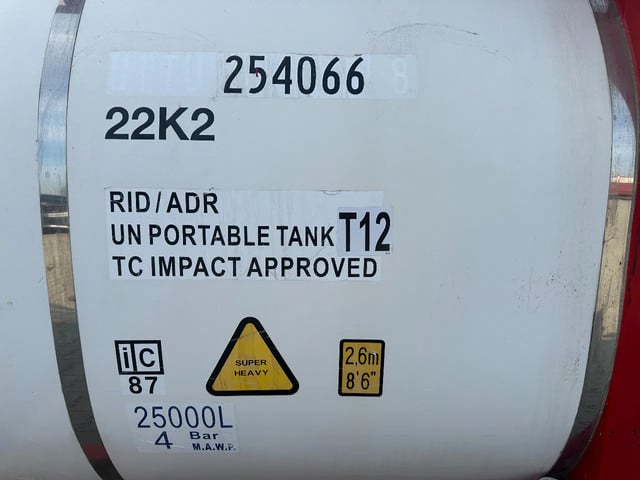 254066
22K2
RID/ADR
UN PORTABLE TANK T12
TC IMPACT APPROVED
ic
87
SUPER
HEAVY
2,6m
8'6"
25000L
4 Bar
M.A.W.P.